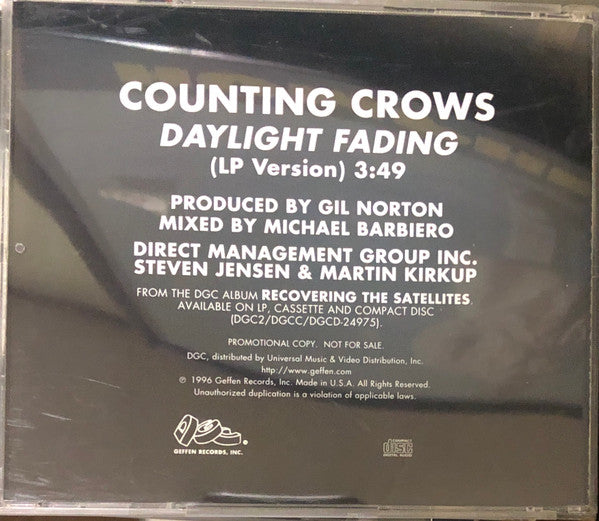 COUNTING CROWS
DAYLIGHT FADING
(LP Version) 3:49
PRODUCED BY GIL NORTON
MIXED BY MICHAEL BARBIERO
DIRECT MANAGEMENT GROUP INC.
STEVEN JENSEN & MARTIN KIRKUP
FROM THE DGC ALBUM RECOVERING THE SATELLITES
AVAILABLE ON LP, CASSETTE AND COMPACT DISC
(DGC2/DGCC/DGCD-24975).
PROMOTIONAL COPY. NOT FOR SALE.
DGC, distributed by Universal Music & Video Distribution, Inc.
http://www.geffen.com
℗ 1996 Geffen Records, Inc. Made in U.S.A. All Rights Reserved.
Unauthorized duplication is a violation of applicable laws.
GEFFEN RECORDS, INC.
COMPACT
disc
DIGITAL AUDIO